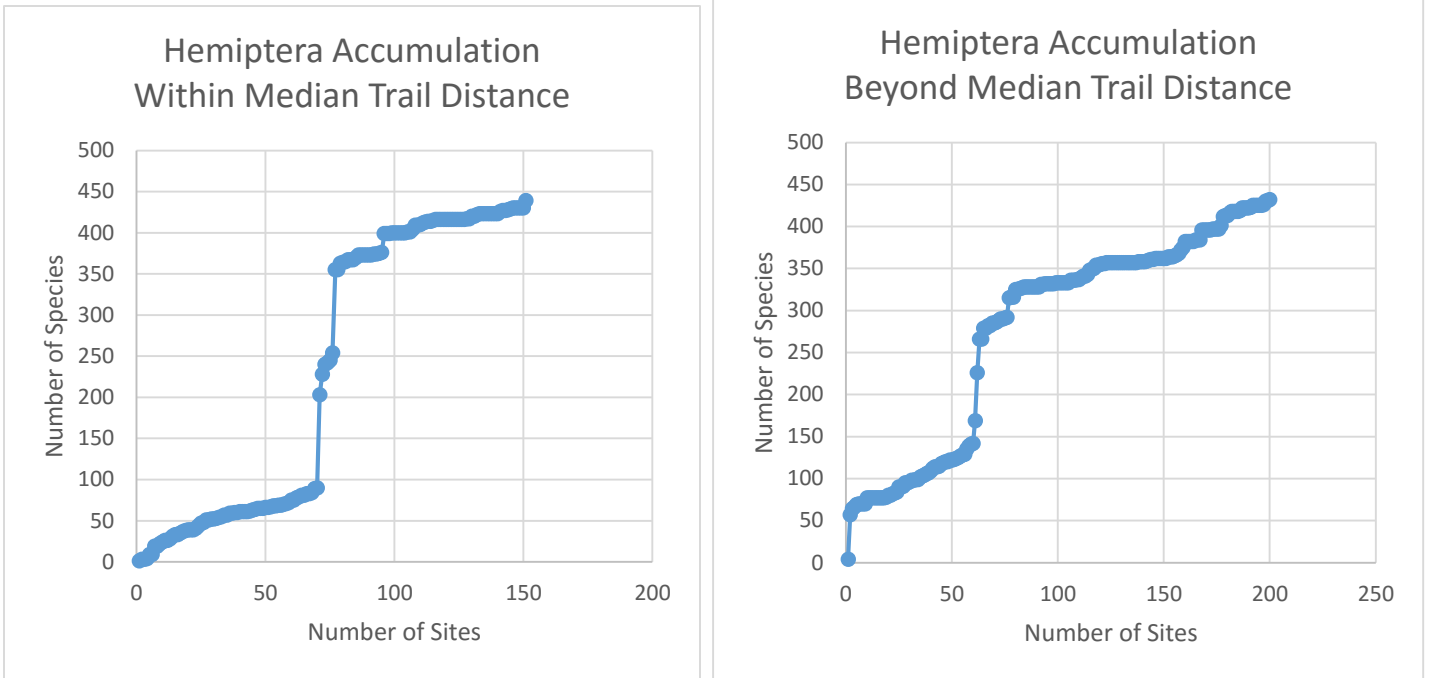 Hemiptera Accumulation
Within Median Trail Distance
500
450
400
350
300
250
200
150
100
50
0
Number of Species
0 50 100 150 200
Number of Sites
Hemiptera Accumulation
Beyond Median Trail Distance
500
450
400
350
300
250
200
150
100
50
0
Number of Species
0 50 100 150 200 250
Number of Sites